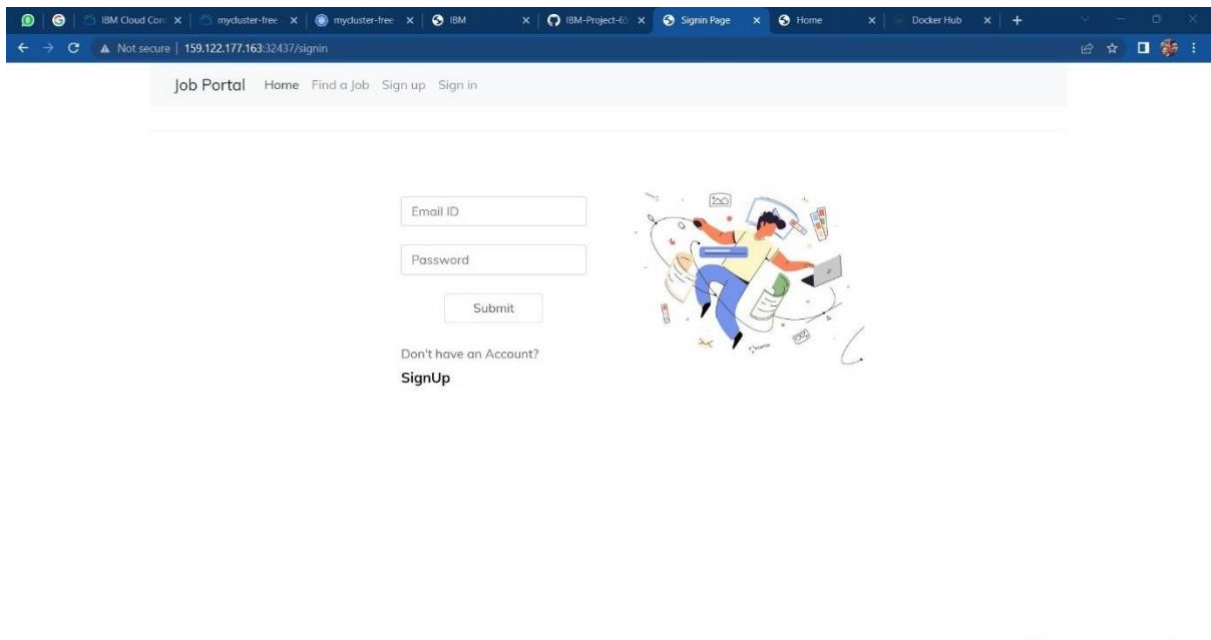 IBM Cloud Con
mycluster-free
mycluster-free
IBM
IBM-Project-65
Signin Page
Home
Docker Hub
Not secure | 159.122.177.163:32437/signin
Job Portal Home Find a Job Sign up Sign in
Email ID
Password
Submit
Don't have an Account?
SignUp